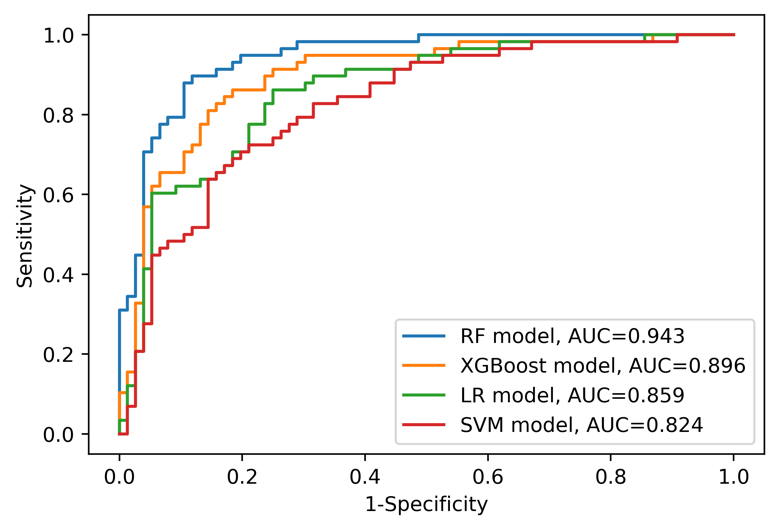 1.0
0.8
0.6
0.4
0.2
0.0
Sensitivity
RF model, AUC=0.943
XGBoost model, AUC=0.896
LR model, AUC=0.859
SVM model, AUC=0.824
0.0 0.2 0.4 0.6 0.8 1.0
1-Specificity